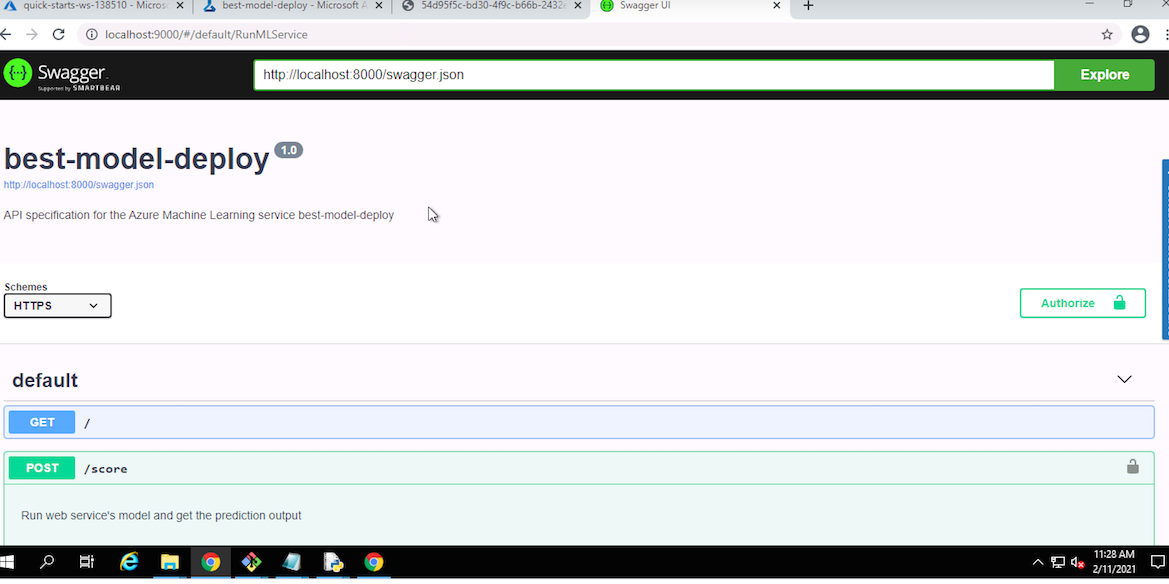 quick-starts-ws-138510 - Micros
best-model-deploy - Microsoft A
54d95f5c-bd30-4f9c-b66b-2432e
Swagger UI
localhost:9000/#/default/RunMLService
Swagger.
Supported by SMARTBEAR
http://localhost:8000/swagger.json
Explore
best-model-deploy 1.0
http://localhost:8000/swagger.json
API specification for the Azure Machine Learning service best-model-deploy
Schemes
HTTPS
Authorize
default
GET /
POST /score
Run web service's model and get the prediction output
11:28 AM
2/11/2021